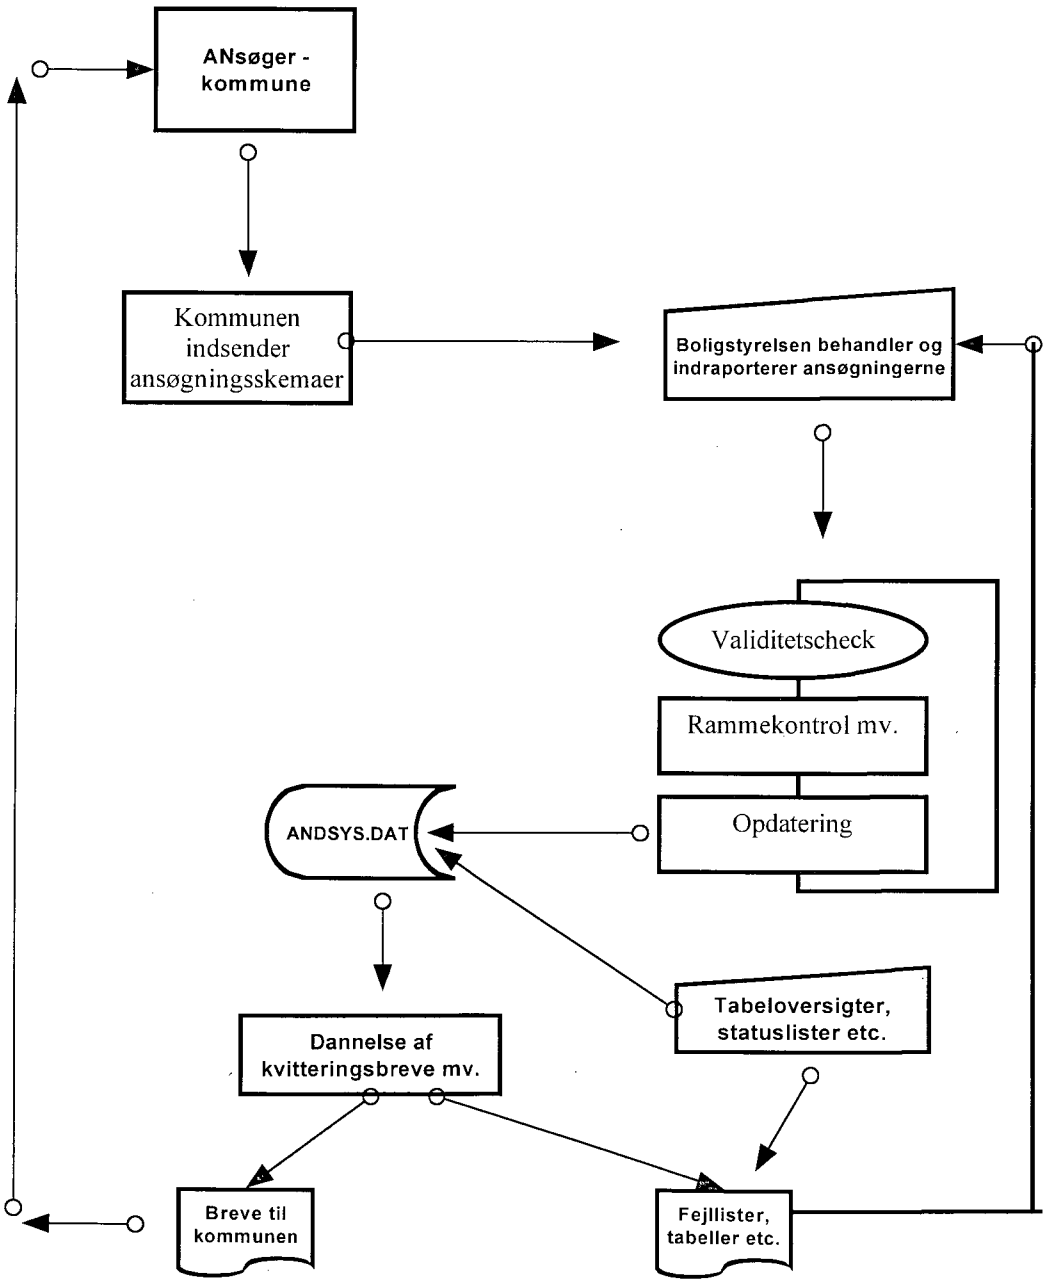 ANsøger -
kommune
Kommunen
indsender
ansøgningsskemaer
Boligstyrelsen behandler og
indraporterer ansøgningerne
Validitetscheck
Rammekontrol mv.
Opdatering
ANDSYS.DAT
Tabeloversigter,
statuslister etc.
Dannelse af
kvitteringsbreve mv.
Breve til
kommunen
Fejllister,
tabeller etc.